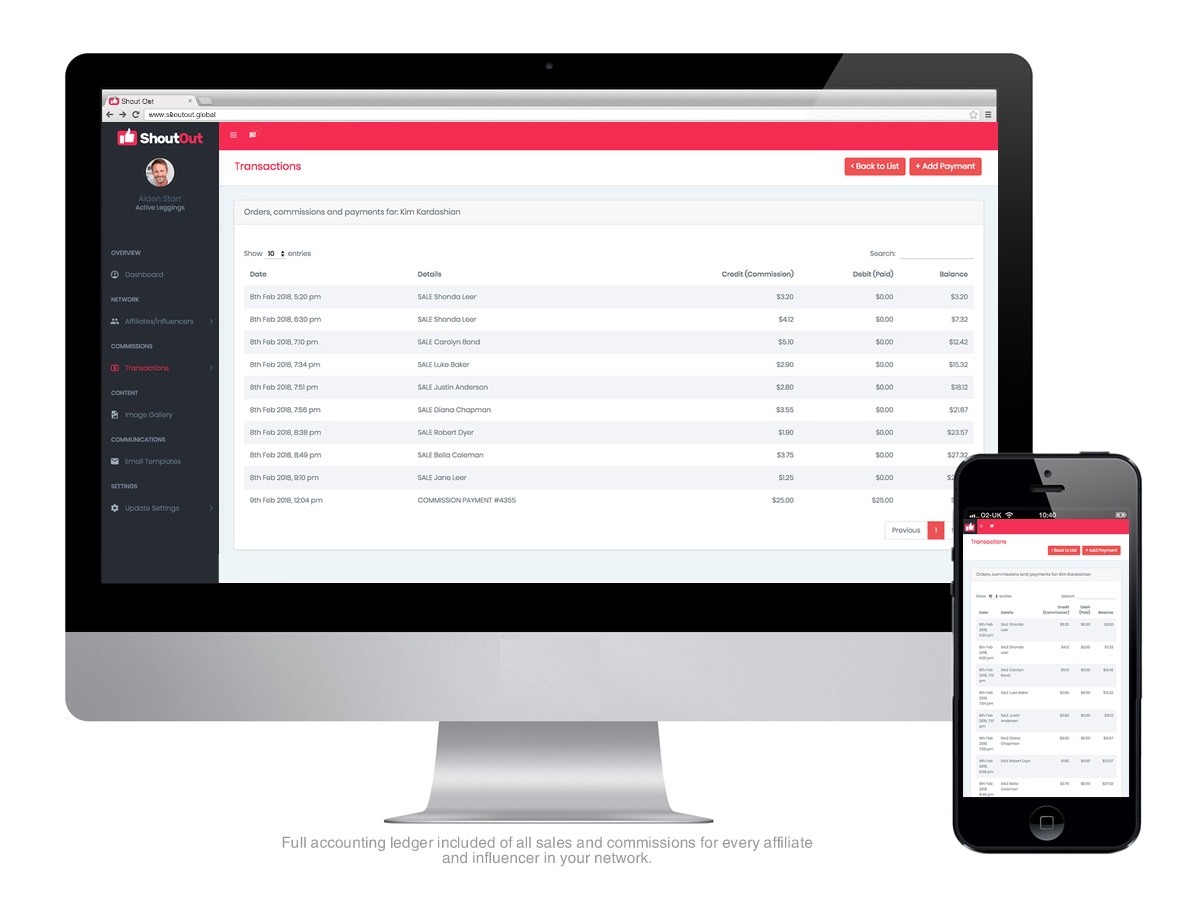 Shout Out
www.shoutout.global
ShoutOut
Transactions
< Back to List
+ Add Payment
Aiden Starr
Active Leggings
OVERVIEW
Dashboard
NETWORK
Affiliates/Influencers
COMMISSIONS
Transactions
CONTENT
Image Gallery
COMMUNICATIONS
Email Templates
SETTINGS
Update Settings
Orders, commissions and payments for: Kim Kardashian
Show 10 entries
Search:
Date Details Credit (Commission) Debit (Paid) Balance
8th Feb 2018, 5:20 pm SALE Shonda Leer $3.20 $0.00 $3.20
8th Feb 2018, 6:30 pm SALE Shonda Leer $4.12 $0.00 $7.32
8th Feb 2018, 7:10 pm SALE Carolyn Bond $5.10 $0.00 $12.42
8th Feb 2018, 7:34 pm SALE Luke Baker $2.90 $0.00 $15.32
8th Feb 2018, 7:51 pm SALE Justin Anderson $2.80 $0.00 $18.12
8th Feb 2018, 7:56 pm SALE Diana Chapman $3.55 $0.00 $21.67
8th Feb 2018, 8:38 pm SALE Robert Dyer $1.90 $0.00 $23.57
8th Feb 2018, 8:49 pm SALE Bella Coleman $3.75 $0.00 $27.32
8th Feb 2018, 9:10 pm SALE Jane Leer $1.25 $0.00
9th Feb 2018, 12:04 pm COMMISSION PAYMENT #4355 $25.00 $25.00
Previous 1
O2-UK 10:40
Transactions
< Back to List + Add Payment
Orders, commissions and payments for: Kim Kardashian
Show 10 entries Search:
Date Details Credit (Commission) Debit (Paid) Balance
8th Feb 2018, 5:20 pm SALE Shonda Leer $3.20 $0.00
8th Feb 2018, SALE Shonda Leer $4.12 $0.00 $7.32
8th Feb 2018, 7:10 pm SALE Carolyn Bond $5.10 $0.00 $12.42
8th Feb 2018, 7:34 pm SALE Luke Baker $2.90 $0.00 $15.32
8th Feb 2018, pm SALE Justin Anderson $2.80 $0.00 $18.12
8th Feb 2018, SALE Diana Chapman $3.55 $0.00 $21.67
8th Feb 2018, 8:38 pm SALE Robert Dyer $1.90 $0.00 $23.57
8th Feb 2018, SALE Bella Coleman $3.75 $0.00 $27.32
Full accounting ledger included of all sales and commissions for every affiliate
and influencer in your network.